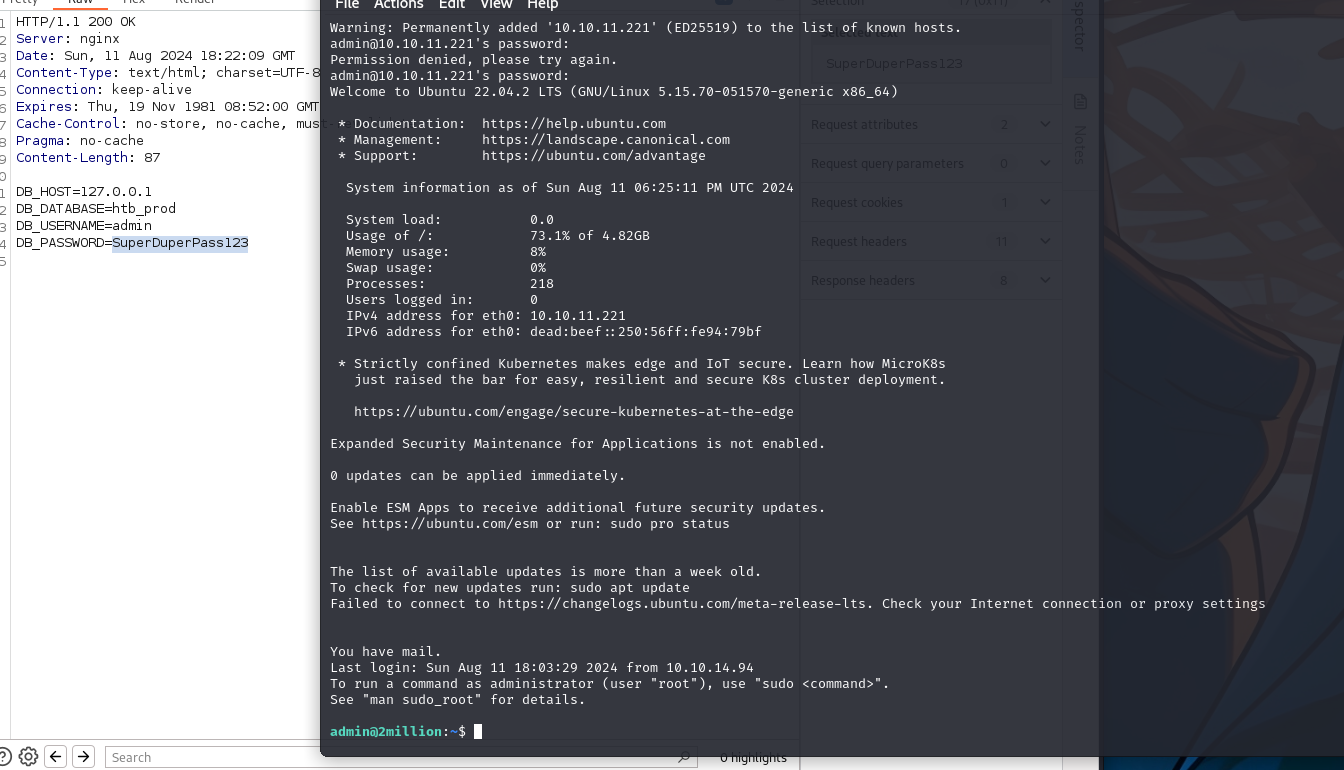 Pretty Raw Hex Render
HTTP/1.1 200 OK
Server: nginx
Date: Sun, 11 Aug 2024 18:22:09 GMT
Content-Type: text/html; charset=UTF-8
Connection: keep-alive
Expires: Thu, 19 Nov 1981 08:52:00 GMT
Cache-Control: no-store, no-cache, must-
Pragma: no-cache
Content-Length: 87
DB_HOST=127.0.0.1
DB_DATABASE=htb_prod
DB_USERNAME=admin
DB_PASSWORD=SuperDuperPass123
Search
0 highlights
File Actions Edit View Help
Warning: Permanently added '10.10.11.221' (ED25519) to the list of known hosts.
admin@10.10.11.221's password:
Permission denied, please try again.
admin@10.10.11.221's password:
Welcome to Ubuntu 22.04.2 LTS (GNU/Linux 5.15.70-051570-generic x86_64)
* Documentation: https://help.ubuntu.com
* Management: https://landscape.canonical.com
* Support: https://ubuntu.com/advantage
System information as of Sun Aug 11 06:25:11 PM UTC 2024
System load: 0.0
Usage of /: 73.1% of 4.82GB
Memory usage: 8%
Swap usage: 0%
Processes: 218
Users logged in: 0
IPv4 address for eth0: 10.10.11.221
IPv6 address for eth0: dead:beef::250:56ff:fe94:79bf
* Strictly confined Kubernetes makes edge and IoT secure. Learn how MicroK8s
just raised the bar for easy, resilient and secure K8s cluster deployment.
https://ubuntu.com/engage/secure-kubernetes-at-the-edge
Expanded Security Maintenance for Applications is not enabled.
0 updates can be applied immediately.
Enable ESM Apps to receive additional future security updates.
See https://ubuntu.com/esm or run: sudo pro status
The list of available updates is more than a week old.
To check for new updates run: sudo apt update
Failed to connect to https://changelogs.ubuntu.com/meta-release-lts. Check your Internet connection or proxy settings
You have mail.
Last login: Sun Aug 11 18:03:29 2024 from 10.10.14.94
To run a command as administrator (user "root"), use "sudo <command>".
See "man sudo_root" for details.
admin@2million:~$
Selection 17 (0x11)
Selected text
SuperDuperPass123
Request attributes 2
Request query parameters 0
Request cookies 1
Request headers 11
Response headers 8
Notes